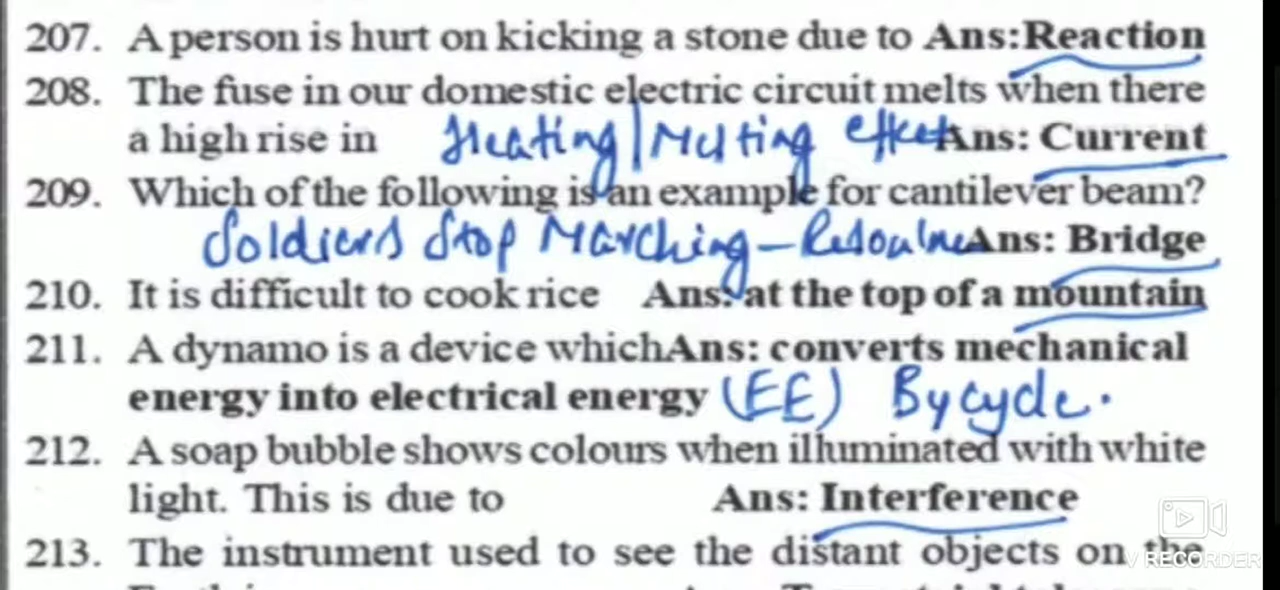 207. A person is hurt on kicking a stone due to Ans:Reaction
208. The fuse in our domestic electric circuit melts when there
a high rise in Heating/Melting effect Ans: Current
209. Which of the following is an example for cantilever beam?
Soldiers Stop Marching - Ans: Bridge
210. It is difficult to cook rice Ans: at the top of a mountain
211. A dynamo is a device whichAns: converts mechanical
energy into electrical energy (EE) Bycycle.
212. A soap bubble shows colours when illuminated with white
light. This is due to Ans: Interference
213. The instrument used to see the distant objects on the
V RECORDER